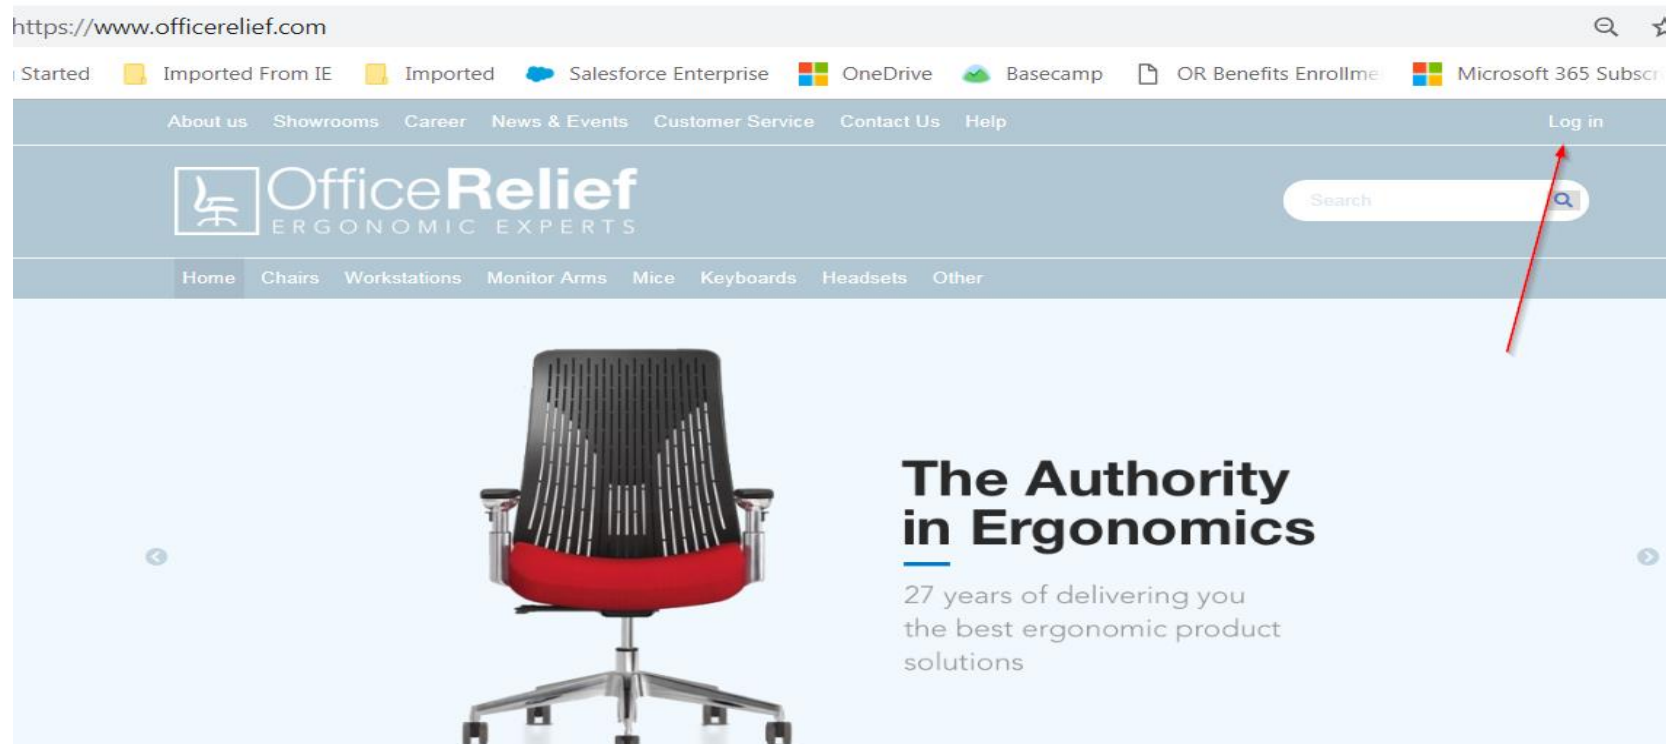 https://www.officerelief.com
Started Imported From IE Imported Salesforce Enterprise OneDrive Basecamp OR Benefits Enrollme Microsoft 365 Subscr
About us Showrooms Career News & Events Customer Service Contact Us Help Log in
OfficeRelief
ERGONOMIC EXPERTS
Search
Home Chairs Workstations Monitor Arms Mice Keyboards Headsets Other
The Authority
in Ergonomics
27 years of delivering you
the best ergonomic product
solutions